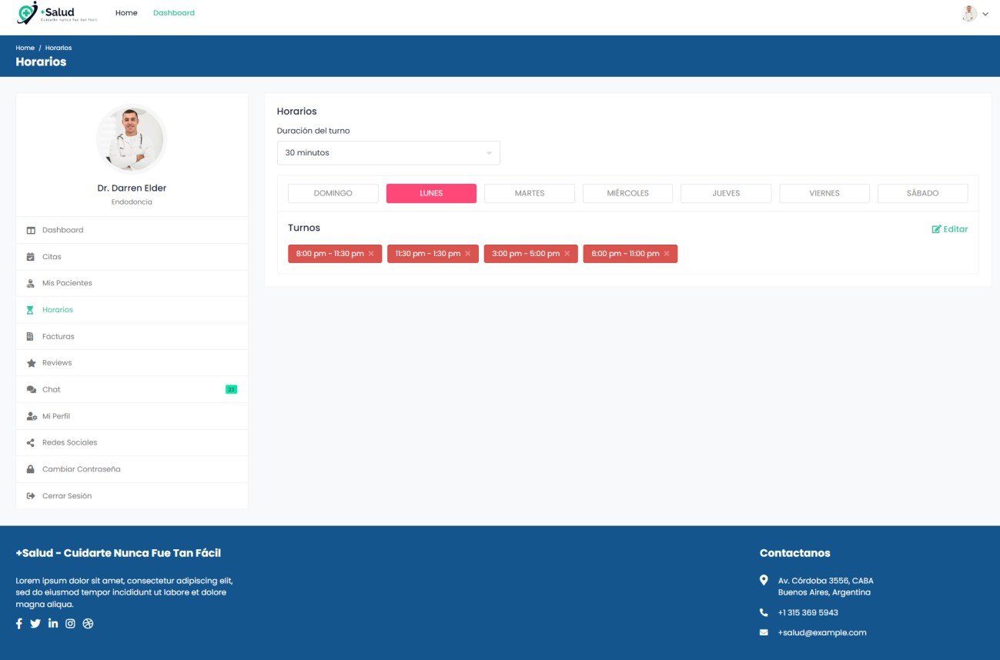 +Salud
Cuidarte nunca fue tan fácil.
Home
Dashboard
Home / Horarios
Horarios
Dr. Darren Elder
Endodoncia
Dashboard
Citas
Mis Pacientes
Horarios
Facturas
Reviews
Chat
23
Mi Perfil
Redes Sociales
Cambiar Contraseña
Cerrar Sesión
Horarios
Duración del turno
30 minutos
DOMINGO LUNES MARTES MIÉRCOLES JUEVES VIERNES SÁBADO
Turnos
Editar
8:00 pm - 11:30 pm × 11:30 pm - 1:30 pm × 3:00 pm - 5:00 pm × 6:00 pm - 11:00 pm ×
+Salud - Cuidarte Nunca Fue Tan Fácil
Lorem ipsum dolor sit amet, consectetur adipiscing elit,
sed do eiusmod tempor incididunt ut labore et dolore
magna aliqua.
Contactanos
Av. Córdoba 3556, CABA
Buenos Aires, Argentina
+1 315 369 5943
+salud@example.com